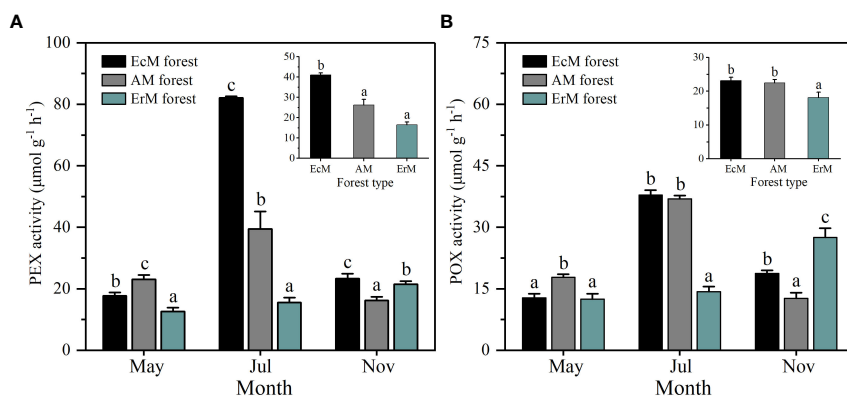 A
PEX activity (μmol g⁻¹ h⁻¹)
100
80
60
40
20
0
EcM forest
AM forest
ErM forest
b c a
c b a
c a b
May Jul Nov
Month
50
40
30
20
10
0
b a a
EcM AM ErM
Forest type
B
POX activity (μmol g⁻¹ h⁻¹)
75
60
45
30
15
0
EcM forest
AM forest
ErM forest
a b a
b b a
b a c
May Jul Nov
Month
30
20
10
0
b b a
EcM AM ErM
Forest type